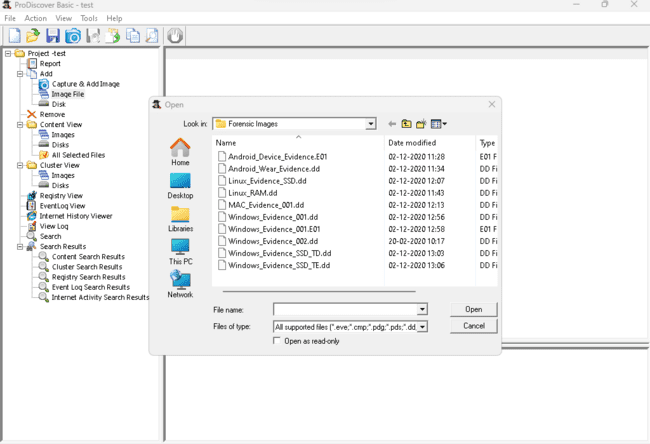 ProDiscover Basic - test
File Action View Tools Help
Project -test
Report
Add
Capture & Add Image
Image File
Disk
Remove
Content View
Images
Disks
All Selected Files
Cluster View
Images
Disks
Registry View
EventLog View
Internet History Viewer
View Log
Search
Search Results
Content Search Results
Cluster Search Results
Registry Search Results
Event Log Search Results
Internet Activity Search Results
Open
Look in: Forensic Images
Home
Desktop
Libraries
This PC
Network
Name Date modified Type
Android_Device_Evidence.E01 02-12-2020 11:28 E01 F
Android_Wear_Evidence.dd 02-12-2020 11:34 DD Fi
Linux_Evidence_SSD.dd 02-12-2020 12:07 DD Fi
Linux_RAM.dd 02-12-2020 11:43 DD Fi
MAC_Evidence_001.dd 02-12-2020 12:13 DD Fi
Windows_Evidence_001.dd 02-12-2020 12:56 DD Fi
Windows_Evidence_001.E01 02-12-2020 12:58 E01 F
Windows_Evidence_002.dd 20-02-2020 10:17 DD Fi
Windows_Evidence_SSD_TD.dd 02-12-2020 13:03 DD Fi
Windows_Evidence_SSD_TE.dd 02-12-2020 13:06 DD Fi
File name: Open
Files of type: All supported files (*.eve;*.cmp;*.pdg;*.pds;*.dd Cancel
Open as read-only